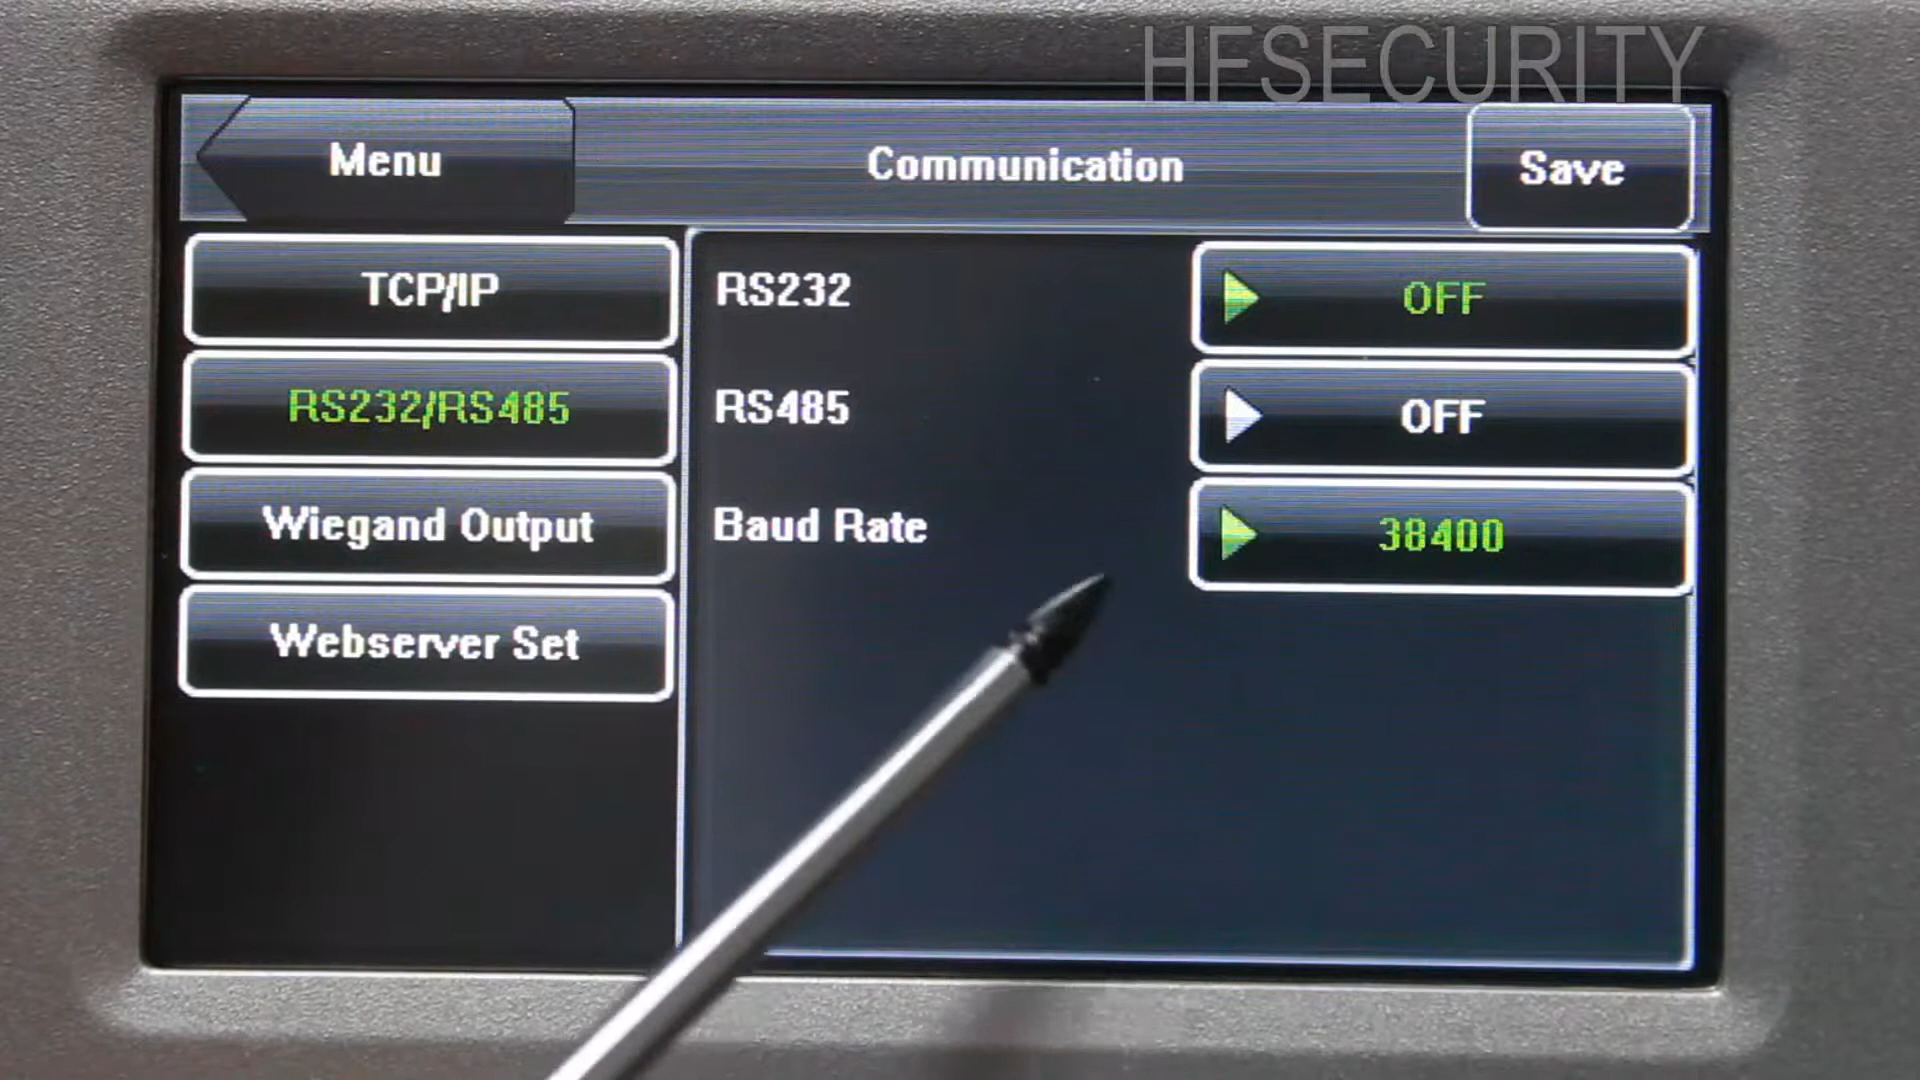 HFSECURITY
Menu
Communication
Save
TCP/IP
RS232
OFF
RS232/RS485
RS485
OFF
Wiegand Output
Baud Rate
38400
Webserver Set